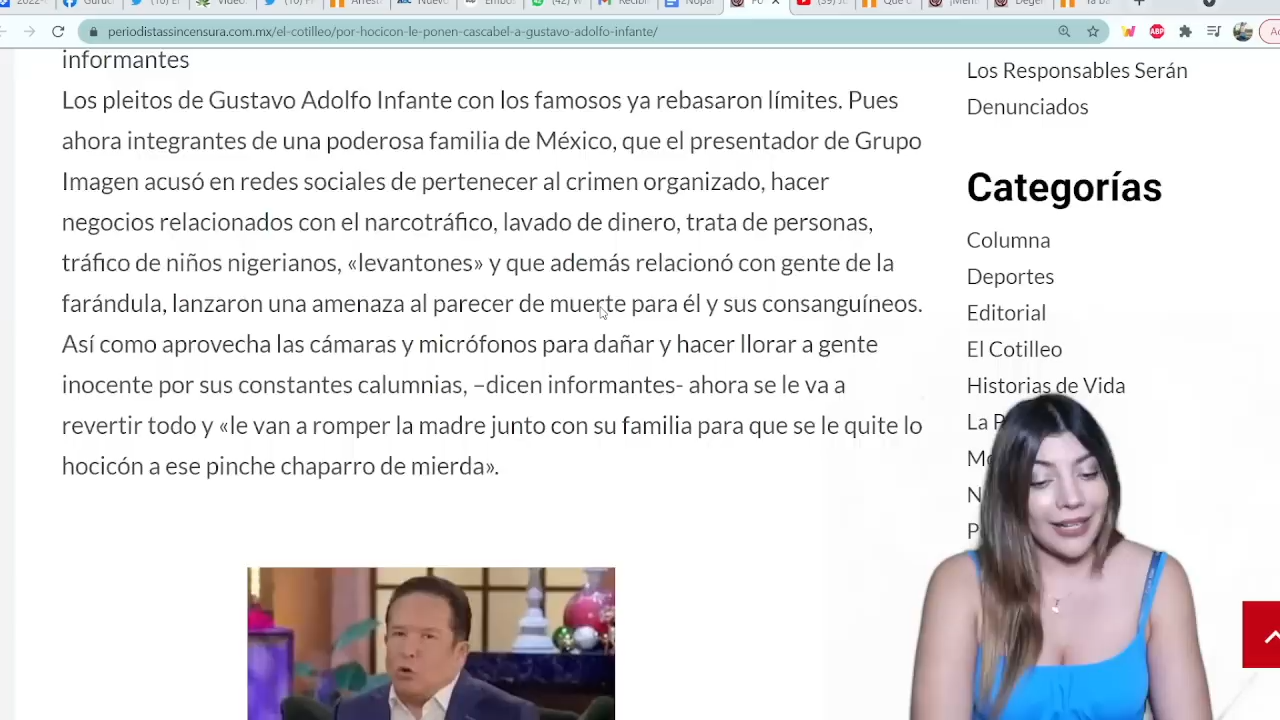 periodistassincensura.com.mx/el-cotilleo/por-hocicon-le-ponen-cascabel-a-gustavo-adolfo-infante/
informantes
Los pleitos de Gustavo Adolfo Infante con los famosos ya rebasaron límites. Pues
ahora integrantes de una poderosa familia de México, que el presentador de Grupo
Imagen acusó en redes sociales de pertenecer al crimen organizado, hacer
negocios relacionados con el narcotráfico, lavado de dinero, trata de personas,
tráfico de niños nigerianos, «levantones» y que además relacionó con gente de la
farándula, lanzaron una amenaza al parecer de muerte para él y sus consanguíneos.
Así como aprovecha las cámaras y micrófonos para dañar y hacer llorar a gente
inocente por sus constantes calumnias, –dicen informantes- ahora se le va a
revertir todo y «le van a romper la madre junto con su familia para que se le quite lo
hocicón a ese pinche chaparro de mierda».
Los Responsables Serán
Denunciados
Categorías
Columna
Deportes
Editorial
El Cotilleo
Historias de Vida
La
ABP